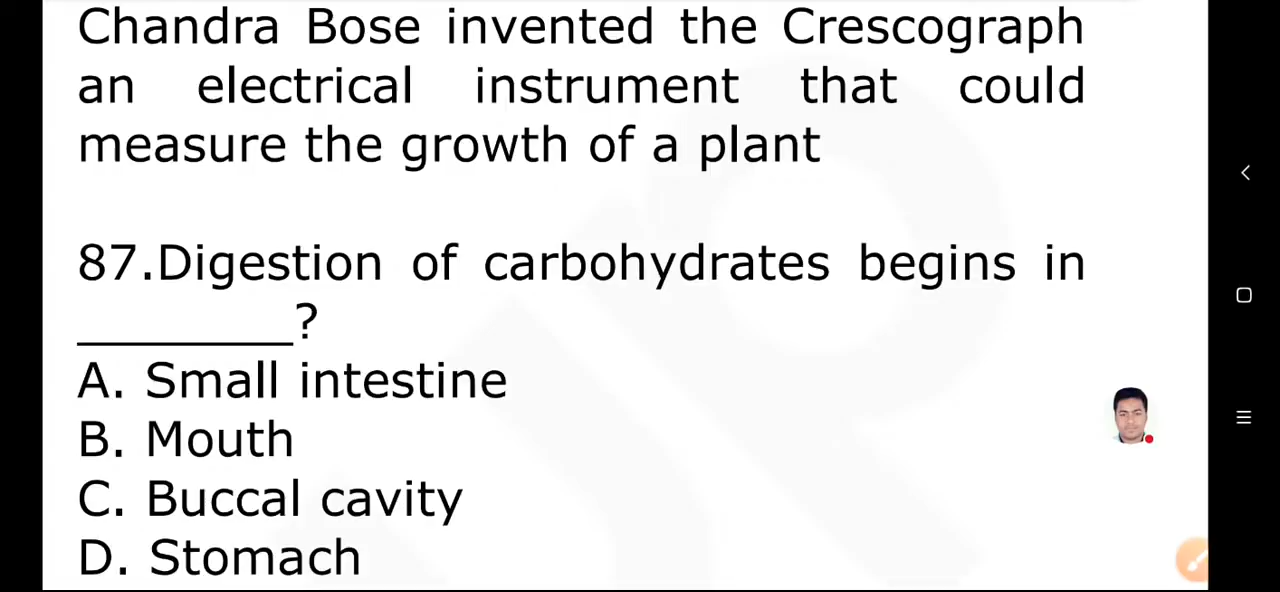 Chandra Bose invented the Crescograph
an electrical instrument that could
measure the growth of a plant
87.Digestion of carbohydrates begins in
_________?
A. Small intestine
B. Mouth
C. Buccal cavity
D. Stomach